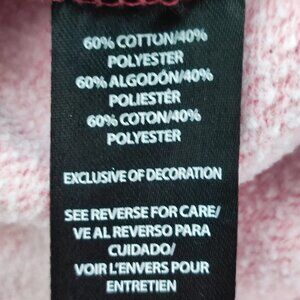 60% COTTON/40%
POLYESTER
60% ALGODÓN/40%
POLIESTÉR
60% COTON/40%
POLYESTER
EXCLUSIVE OF DECORATION
SEE REVERSE FOR CARE/
VE AL REVERSO PARA
CUIDADO/
VOIR L'ENVERS POUR
ENTRETIEN